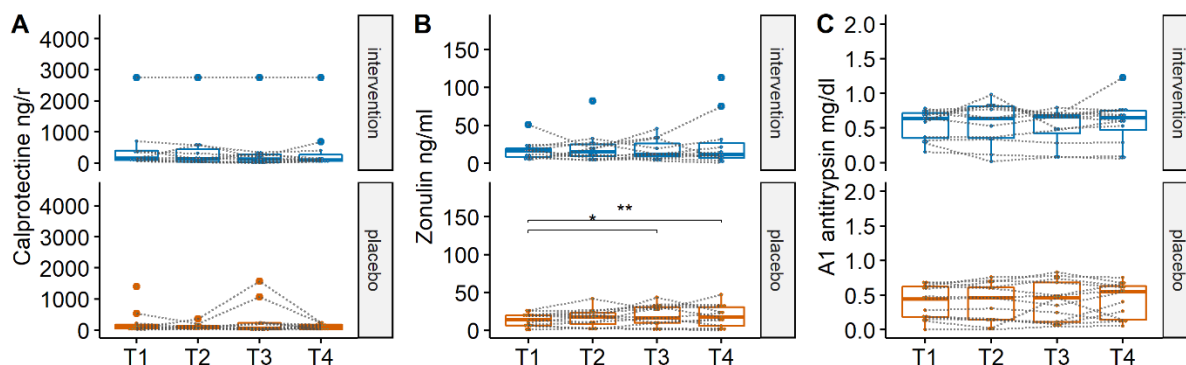 A
Calprotectine ng/r
4000
3000
2000
1000
0
intervention
4000
3000
2000
1000
0
placebo
T1 T2 T3 T4
B
Zonulin ng/ml
150
100
50
0
intervention
150
100
50
0
**
*
placebo
T1 T2 T3 T4
C
A1 antitrypsin mg/dl
2.0
1.5
1.0
0.5
0.0
intervention
2.0
1.5
1.0
0.5
0.0
placebo
T1 T2 T3 T4